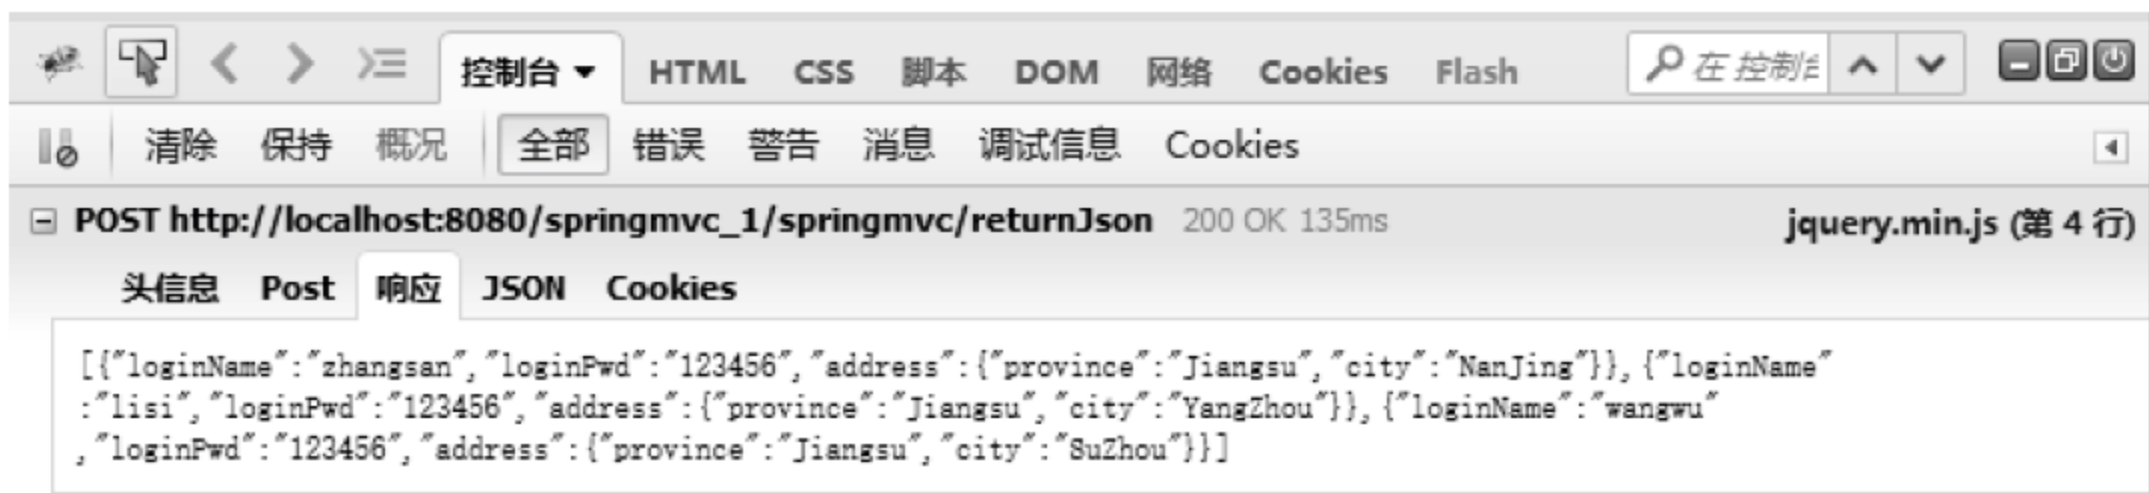 控制台 HTML CSS 脚本 DOM 网络 Cookies Flash 在 控制
清除 保持 概况 全部 错误 警告 消息 调试信息 Cookies
POST http://localhost:8080/springmvc_1/springmvc/returnJson 200 OK 135ms jquery.min.js (第 4 行)
头信息 Post 响应 JSON Cookies
[{"loginName":"zhangsan","loginPwd":"123456","address":{"province":"Jiangsu","city":"NanJing"}},{"loginName"
:"lisi","loginPwd":"123456","address":{"province":"Jiangsu","city":"YangZhou"}},{"loginName":"wangwu"
,"loginPwd":"123456","address":{"province":"Jiangsu","city":"SuZhou"}}]